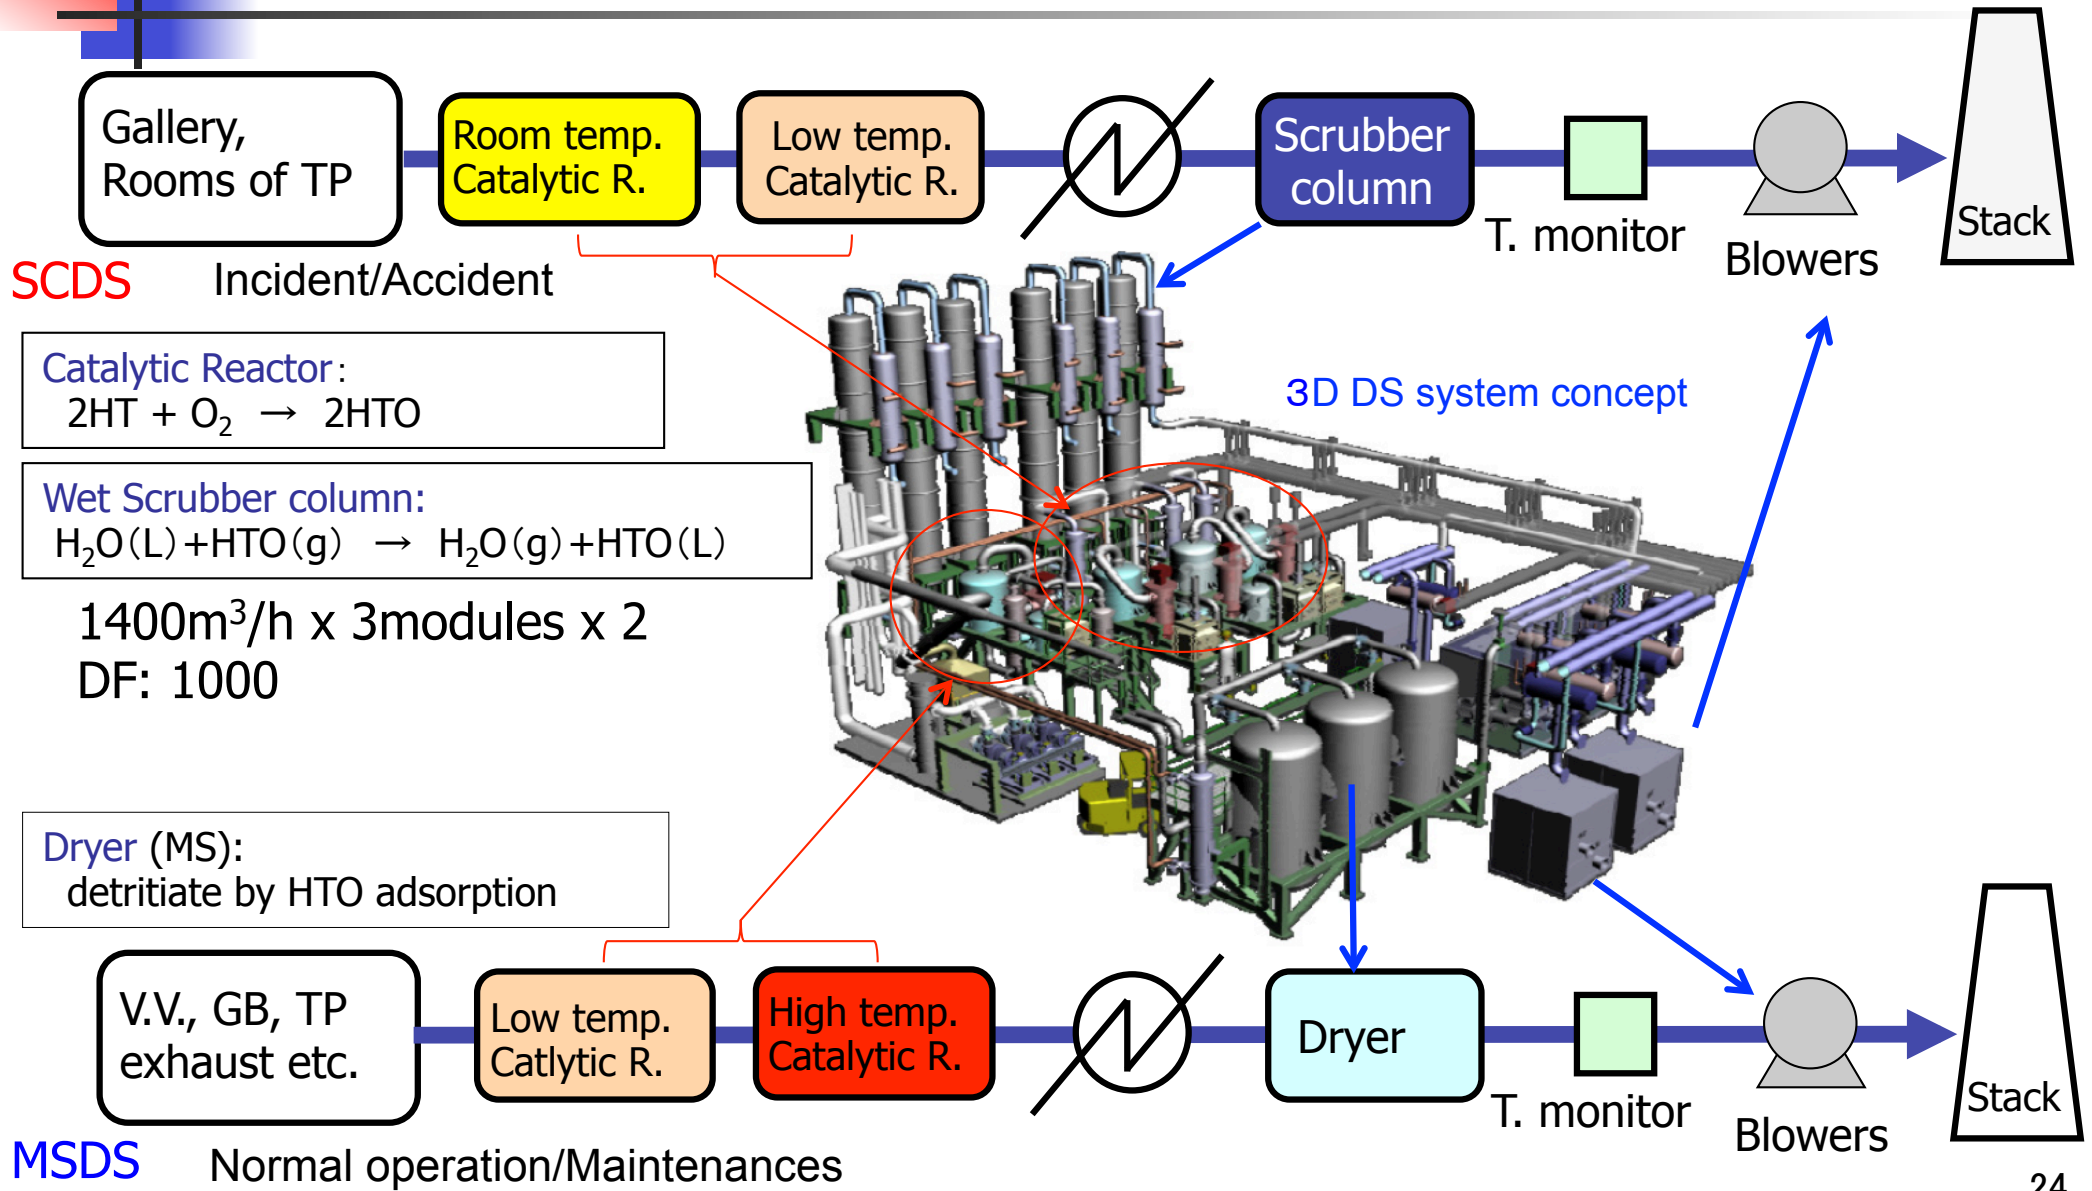 Gallery,
Rooms of TP
Room temp.
Catalytic R.
Low temp.
Catalytic R.
Scrubber
column
T. monitor
Blowers
Stack
SCDS
Incident/Accident
Catalytic Reactor:
2HT + O₂ → 2HTO
Wet Scrubber column:
H₂O(L)+HTO(g) → H₂O(g)+HTO(L)
1400m³/h x 3modules x 2
DF: 1000
3D DS system concept
Dryer (MS):
detritiate by HTO adsorption
V.V., GB, TP
exhaust etc.
Low temp.
Catlytic R.
High temp.
Catalytic R.
Dryer
T. monitor
Blowers
Stack
MSDS
Normal operation/Maintenances
24